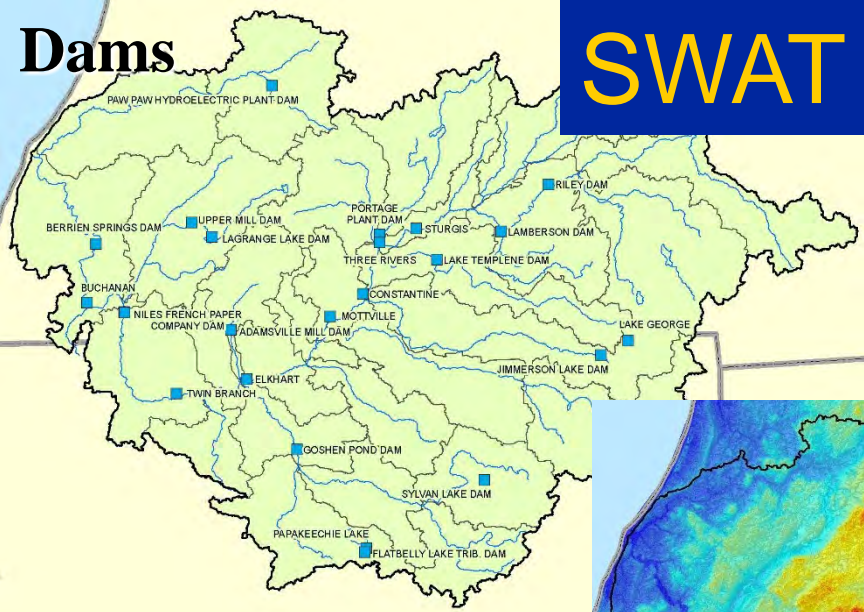 Dams
SWAT
PAW PAW HYDROELECTRIC PLANT DAM
RILEY DAM
PORTAGE
PLANT DAM
UPPER MILL DAM
BERRIEN SPRINGS DAM
STURGIS
LAMBERSON DAM
LAGRANGE LAKE DAM
THREE RIVERS
LAKE TEMPLENE DAM
BUCHANAN
CONSTANTINE
NILES FRENCH PAPER
COMPANY DAM
MOTTVILLE
LAKE GEORGE
ADAMSVILLE MILL DAM
JIMMERSON LAKE DAM
ELKHART
TWIN BRANCH
GOSHEN POND DAM
SYLVAN LAKE DAM
PAPAKEECHIE LAKE
FLATBELLY LAKE TRIB. DAM